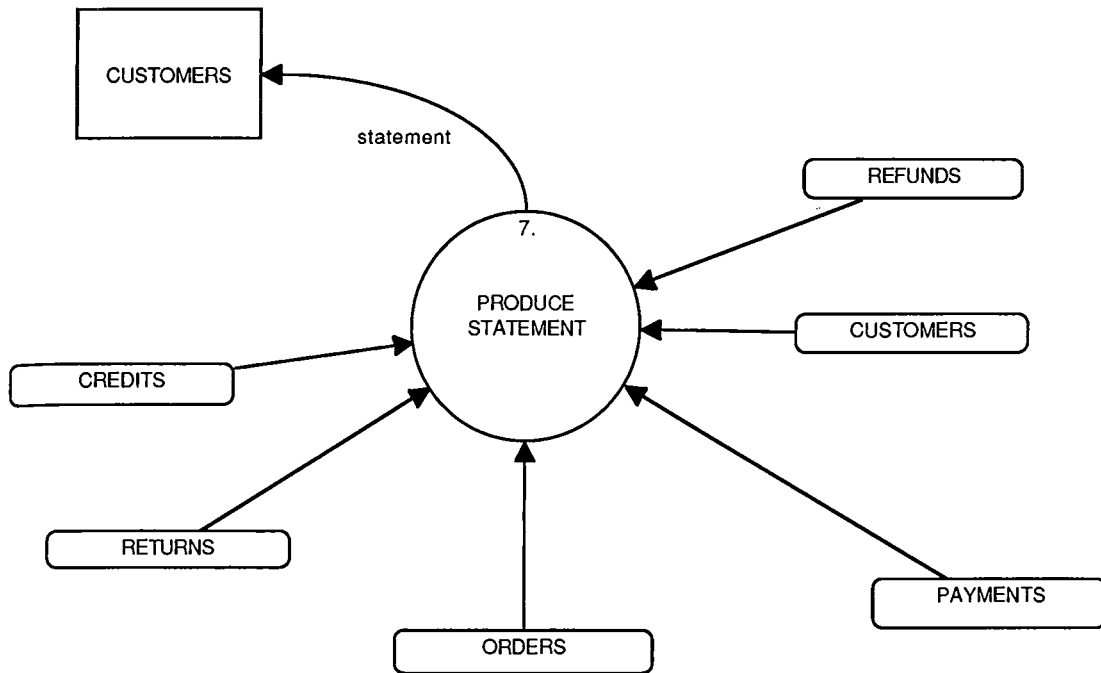 CUSTOMERS
statement
REFUNDS
7.
PRODUCE
STATEMENT
CUSTOMERS
CREDITS
RETURNS
PAYMENTS
ORDERS